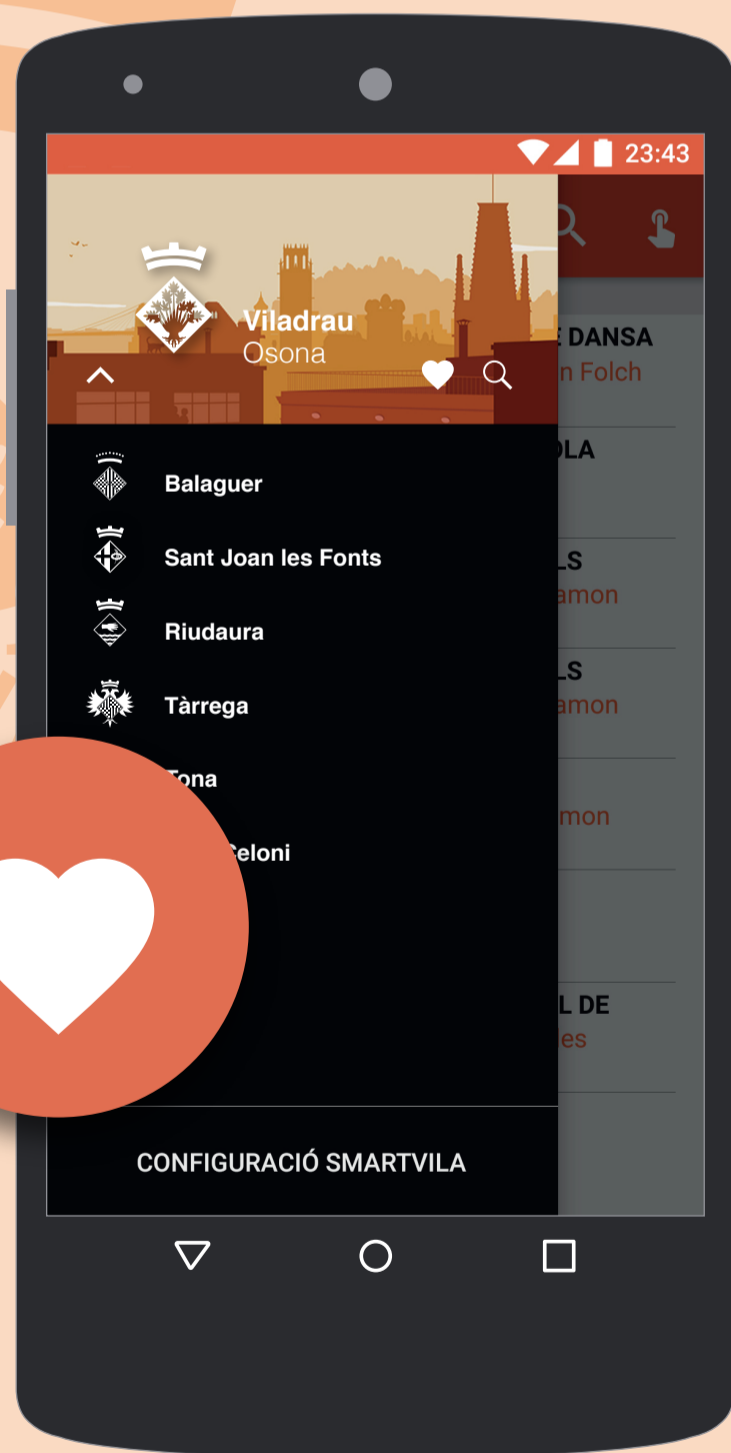 23:43
Viladrau
Osona
E DANSA
n Folch
Balaguer
OLA
Sant Joan les Fonts
LS
amon
Riudaura
LS
amon
Tàrrega
Tona
mon
Celoni
L DE
les
CONFIGURACIÓ SMARTVILA